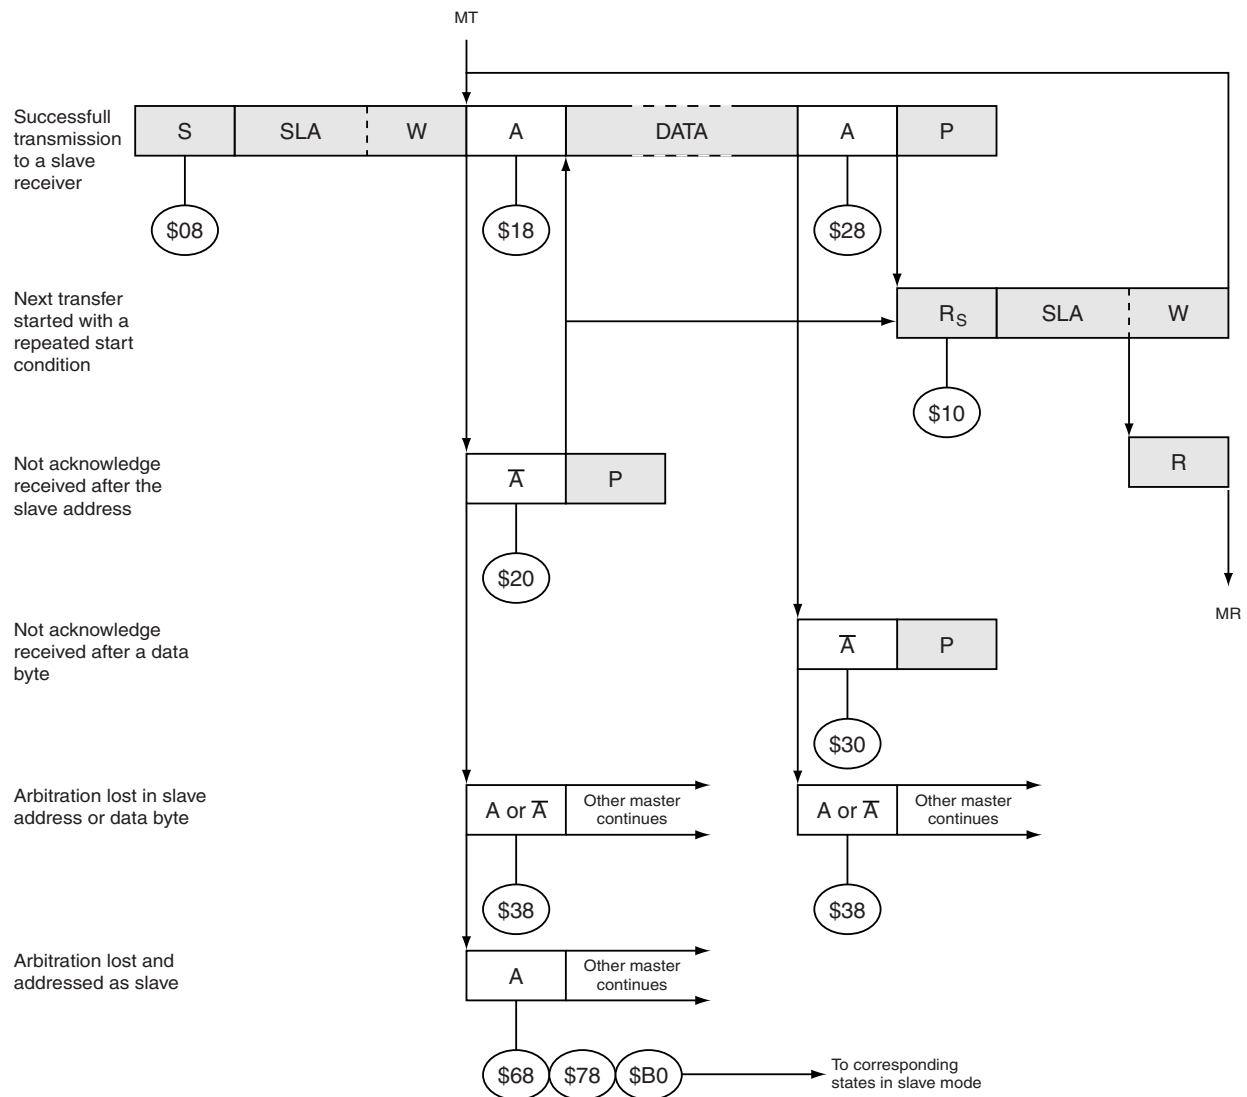 MT
Successfull
transmission
to a slave
receiver
S SLA W A DATA A P
$08 $18 $28
Next transfer
started with a
repeated start
condition
RS SLA W
$10
Not acknowledge
received after the
slave address
A̅ P
R
$20
MR
Not acknowledge
received after a data
byte
A̅ P
$30
Arbitration lost in slave
address or data byte
A or A̅
Other master
continues
A or A̅
Other master
continues
$38 $38
Arbitration lost and
addressed as slave
A
Other master
continues
$68 $78 $B0
To corresponding
states in slave mode